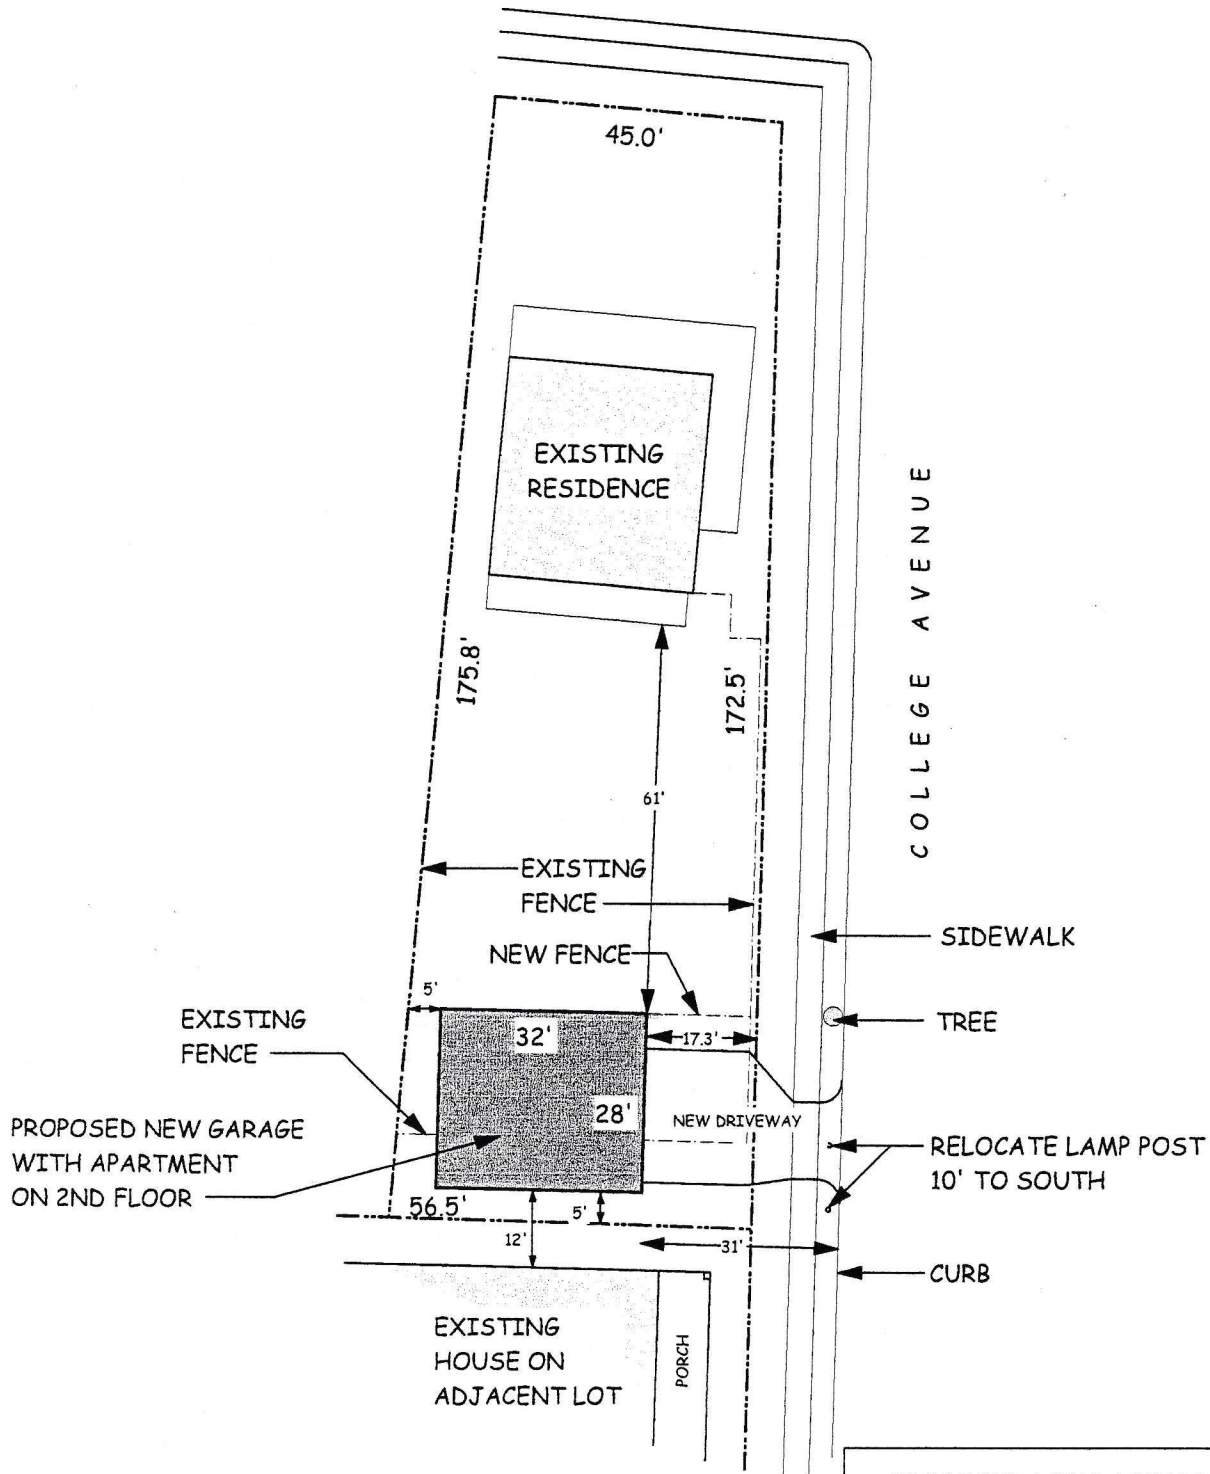 45.0'
EXISTING
RESIDENCE
COLLEGE AVENUE
175.8'
172.5'
61'
EXISTING
FENCE
SIDEWALK
NEW FENCE
5'
EXISTING
FENCE
32'
17.3'
TREE
28'
NEW DRIVEWAY
PROPOSED NEW GARAGE
WITH APARTMENT
ON 2ND FLOOR
RELOCATE LAMP POST
10' TO SOUTH
56.5'
5'
12'
31'
CURB
EXISTING
HOUSE ON
ADJACENT LOT
PORCH